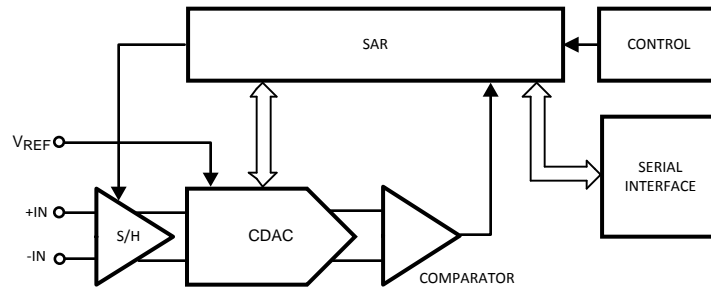 SAR
CONTROL
VREF
SERIAL
INTERFACE
+IN
S/H
CDAC
-IN
COMPARATOR